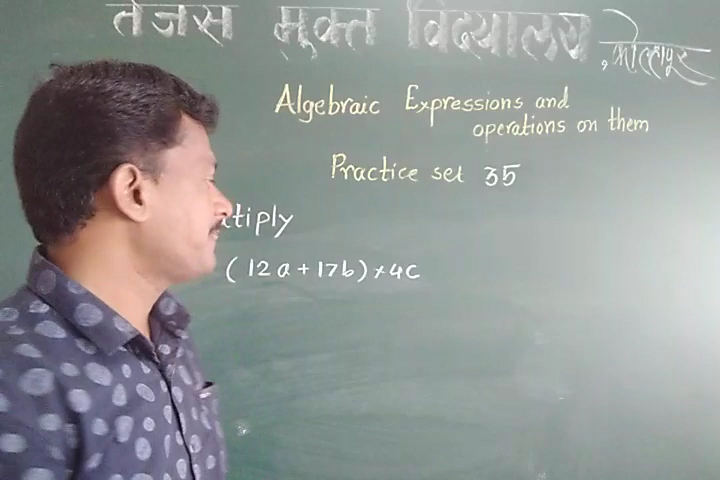 तेजस मुक्त विद्यालय, कोल्हापूर
Algebraic Expressions and
operations on them
Practice set 35
tiply
(12a+17b)×4c